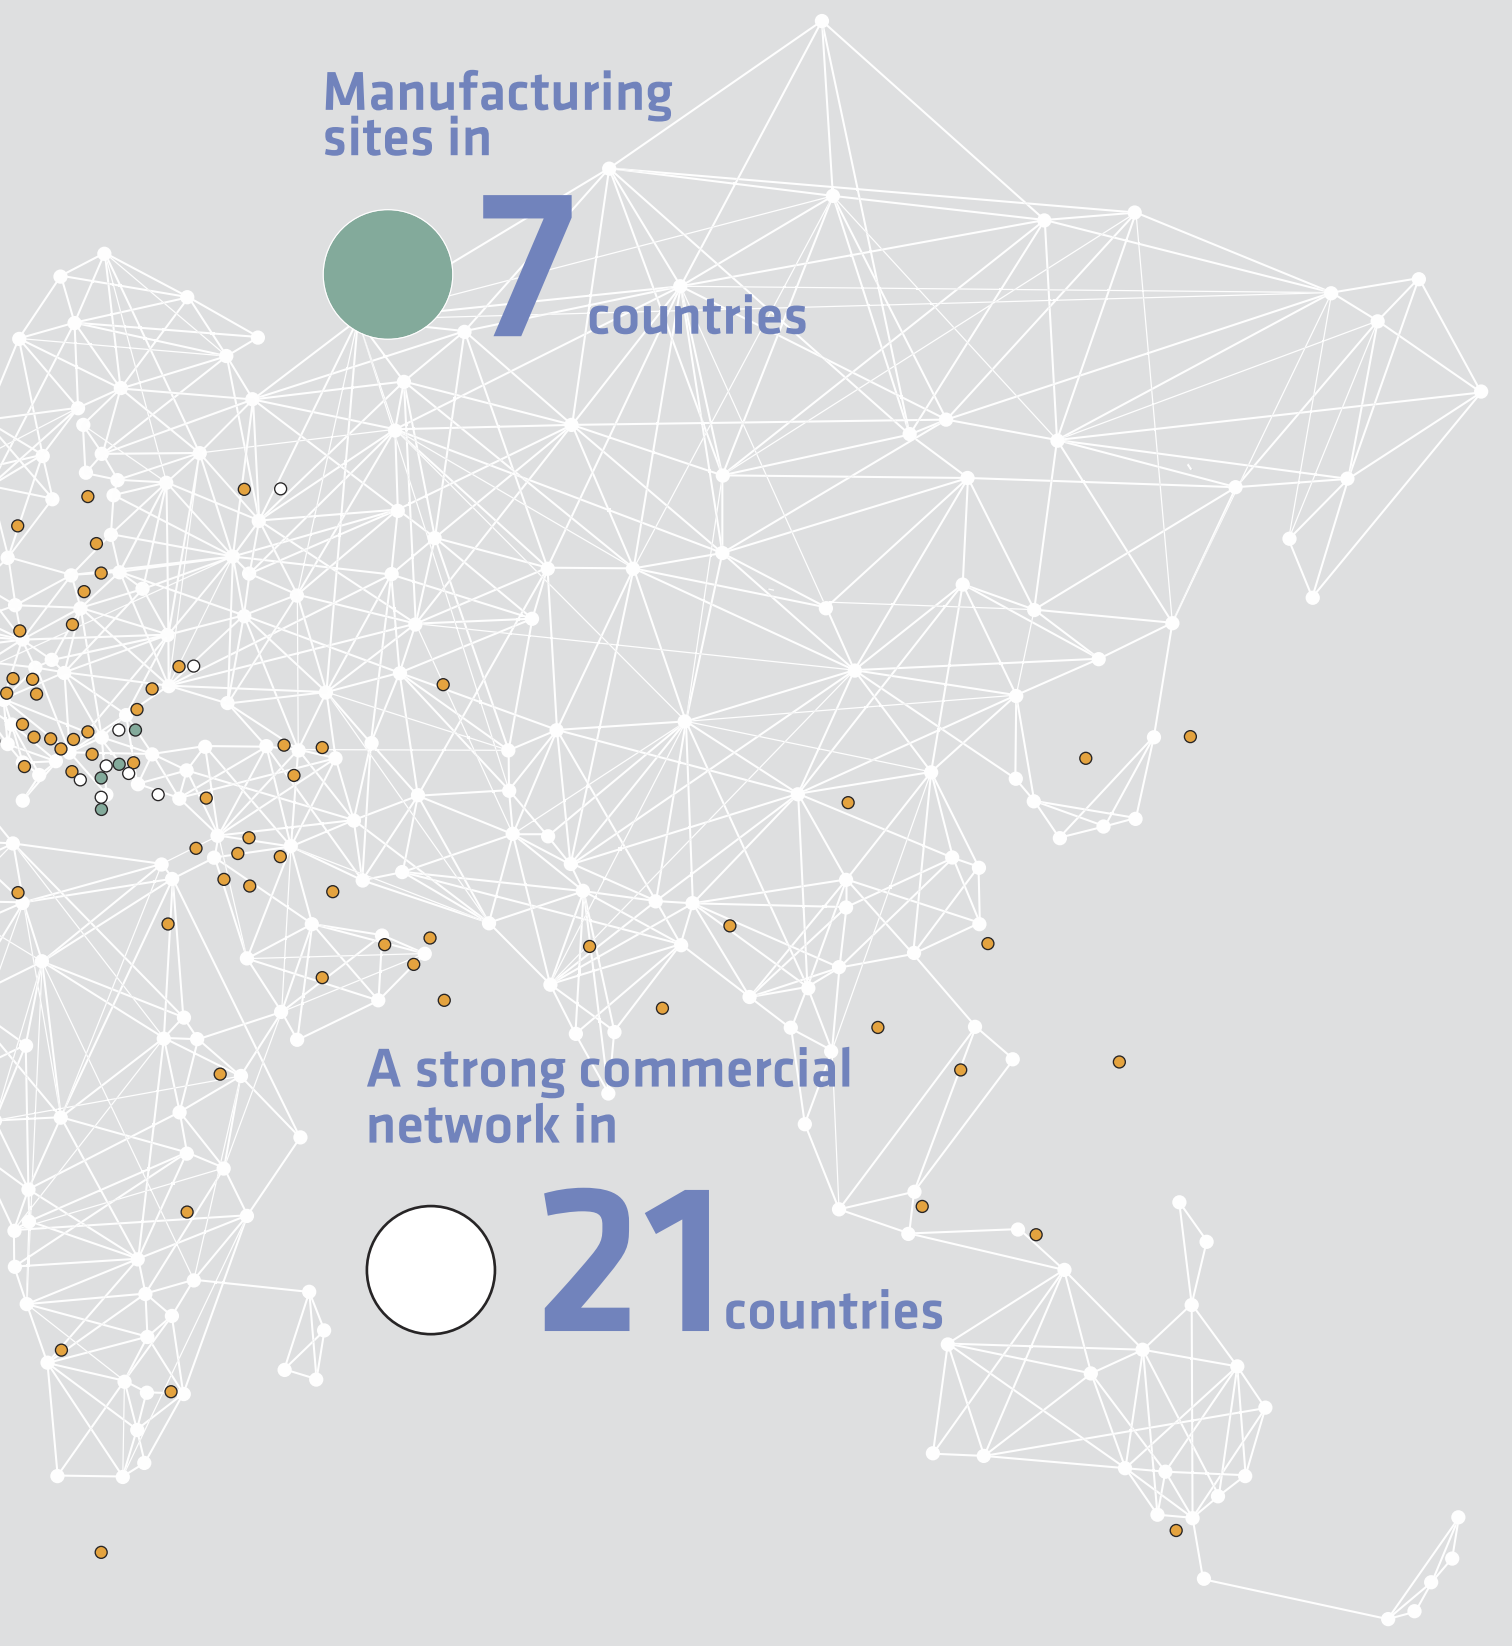 Manufacturing
sites in
7 countries
A strong commercial
network in
21 countries